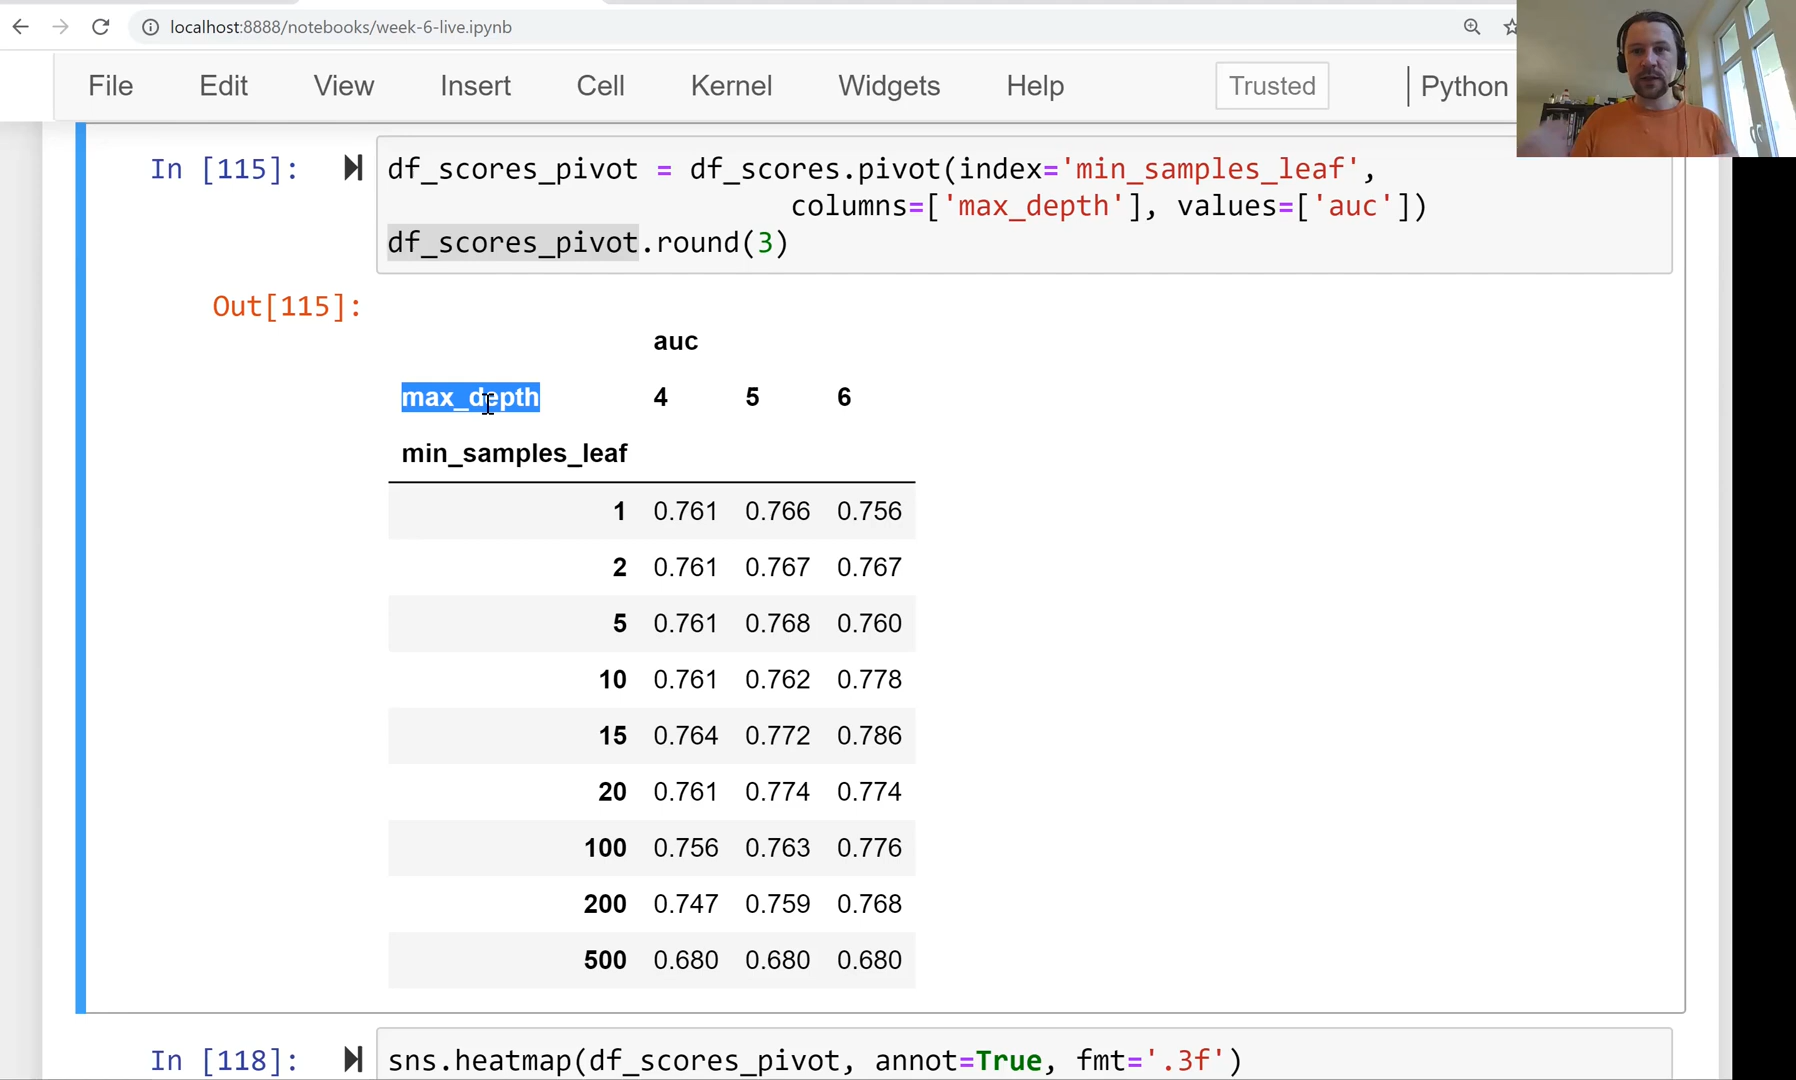 localhost:8888/notebooks/week-6-live.ipynb
File Edit View Insert Cell Kernel Widgets Help Trusted Python
In [115]: df_scores_pivot = df_scores.pivot(index='min_samples_leaf',
columns=['max_depth'], values=['auc'])
df_scores_pivot.round(3)
Out[115]:
auc
max_depth 4 5 6
min_samples_leaf
1 0.761 0.766 0.756
2 0.761 0.767 0.767
5 0.761 0.768 0.760
10 0.761 0.762 0.778
15 0.764 0.772 0.786
20 0.761 0.774 0.774
100 0.756 0.763 0.776
200 0.747 0.759 0.768
500 0.680 0.680 0.680
In [118]: sns.heatmap(df_scores_pivot, annot=True, fmt='.3f')